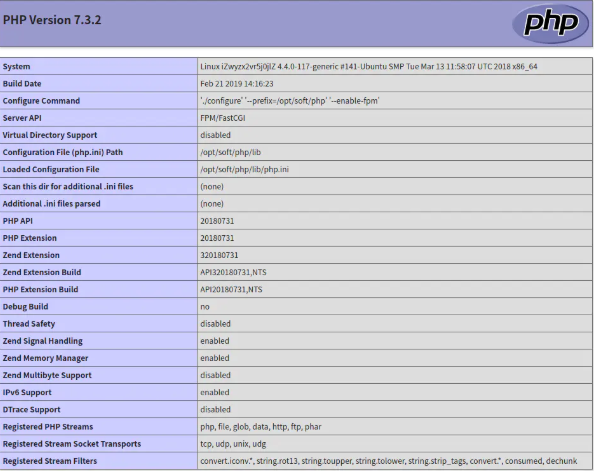 PHP Version 7.3.2
php
System Linux iZwyzx2vr5j0jlZ 4.4.0-117-generic #141-Ubuntu SMP Tue Mar 13 11:58:07 UTC 2018 x86_64
Build Date Feb 21 2019 14:16:23
Configure Command './configure' '--prefix=/opt/soft/php' '--enable-fpm'
Server API FPM/FastCGI
Virtual Directory Support disabled
Configuration File (php.ini) Path /opt/soft/php/lib
Loaded Configuration File /opt/soft/php/lib/php.ini
Scan this dir for additional .ini files (none)
Additional .ini files parsed (none)
PHP API 20180731
PHP Extension 20180731
Zend Extension 320180731
Zend Extension Build API320180731,NTS
PHP Extension Build API20180731,NTS
Debug Build no
Thread Safety disabled
Zend Signal Handling enabled
Zend Memory Manager enabled
Zend Multibyte Support disabled
IPv6 Support enabled
DTrace Support disabled
Registered PHP Streams php, file, glob, data, http, ftp, phar
Registered Stream Socket Transports tcp, udp, unix, udg
Registered Stream Filters convert.iconv.*, string.rot13, string.toupper, string.tolower, string.strip_tags, convert.*, consumed, dechunk